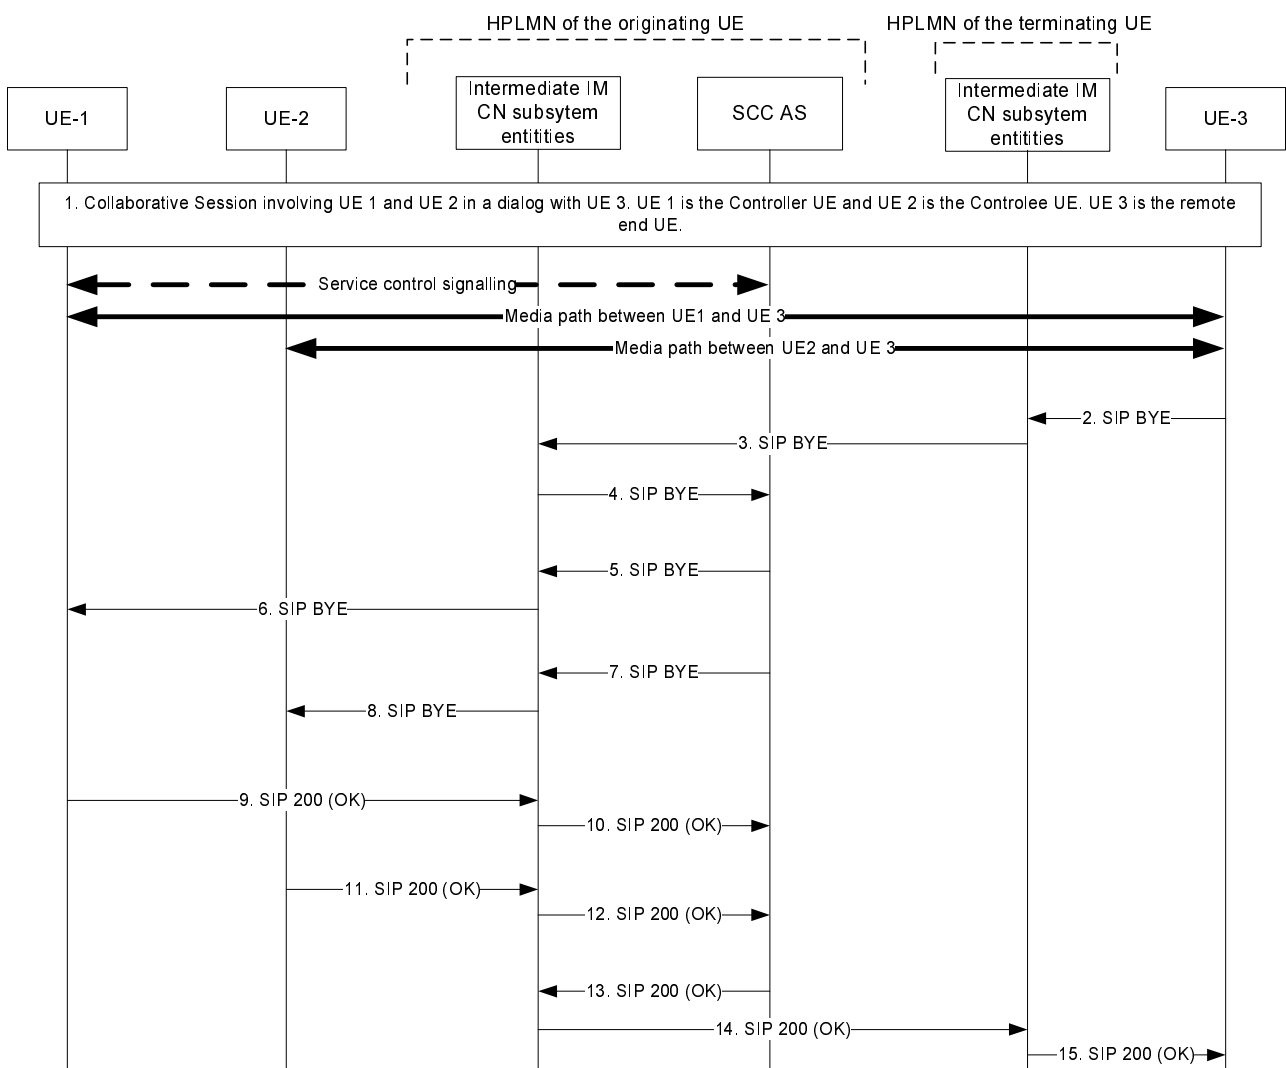 HPLMN of the originating UE
HPLMN of the terminating UE
UE-1
UE-2
Intermediate IM
CN subsytem
entitities
SCC AS
Intermediate IM
CN subsytem
entitities
UE-3
1. Collaborative Session involving UE 1 and UE 2 in a dialog with UE 3. UE 1 is the Controller UE and UE 2 is the Controlee UE. UE 3 is the remote
end UE.
Service control signalling
Media path between UE1 and UE 3
Media path between UE2 and UE 3
2. SIP BYE
3. SIP BYE
4. SIP BYE
5. SIP BYE
6. SIP BYE
7. SIP BYE
8. SIP BYE
9. SIP 200 (OK)
10. SIP 200 (OK)
11. SIP 200 (OK)
12. SIP 200 (OK)
13. SIP 200 (OK)
14. SIP 200 (OK)
15. SIP 200 (OK)